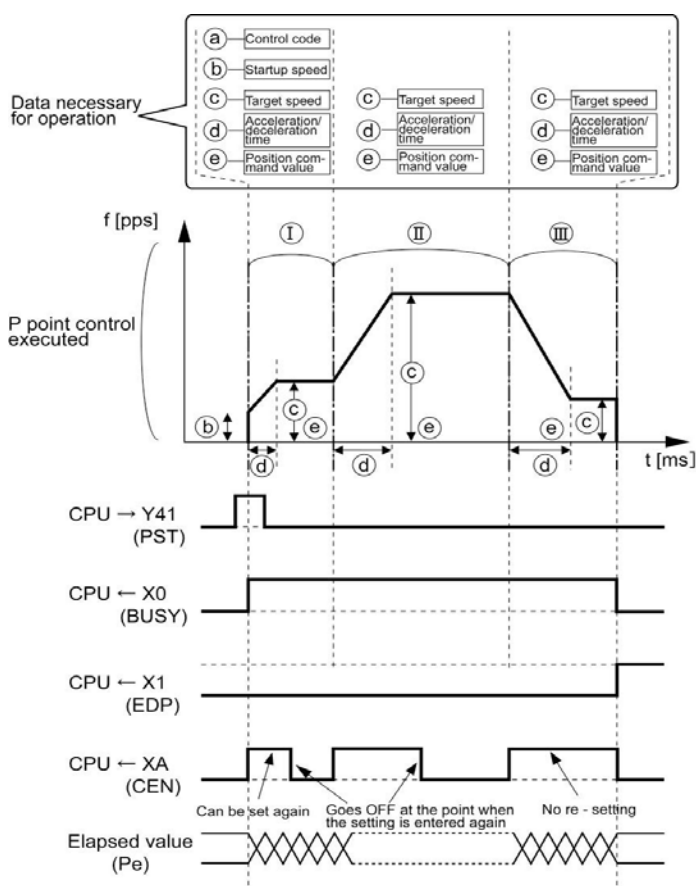 Data necessary
for operation
ⓐ Control code
ⓑ Startup speed
ⓒ Target speed
ⓓ Acceleration/
deceleration
time
ⓔ Position com-
mand value
ⓒ Target speed
ⓓ Acceleration/
deceleration
time
ⓔ Position com-
mand value
ⓒ Target speed
ⓓ Acceleration/
deceleration
time
ⓔ Position com-
mand value
f [pps]
Ⅰ Ⅱ Ⅲ
P point control
executed
ⓑ ⓒ ⓔ ⓒ ⓔ ⓔ ⓒ
ⓓ ⓓ ⓓ
t [ms]
CPU → Y41
(PST)
CPU ← X0
(BUSY)
CPU ← X1
(EDP)
CPU ← XA
(CEN)
Can be set again
Goes OFF at the point when
the setting is entered again
No re - setting
Elapsed value
(Pe)